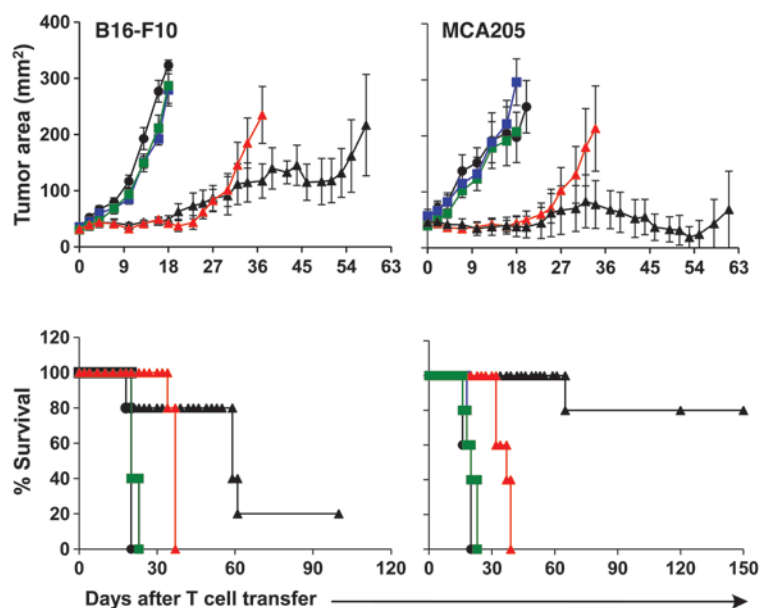 B16-F10
MCA205
Tumor area (mm²)
400
300
200
100
0
0 9 18 27 36 45 54 63
0 9 18 27 36 45 54 63
% Survival
120
100
80
60
40
20
0
0 30 60 90 120
0 30 60 90 120 150
Days after T cell transfer